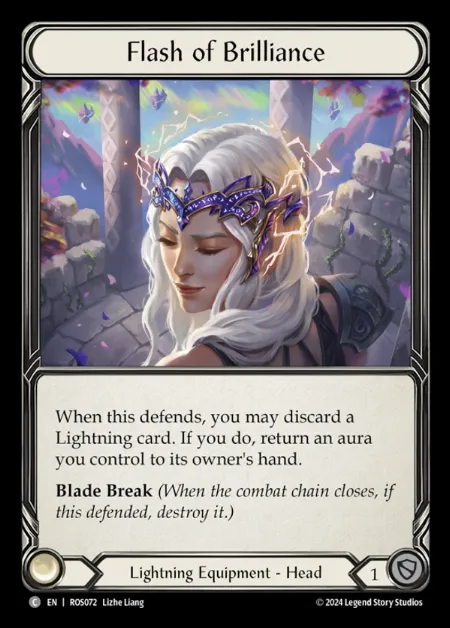 Flash of Brilliance
When this defends, you may discard a
Lightning card. If you do, return an aura
you control to its owner's hand.
Blade Break (When the combat chain closes, if
this defended, destroy it.)
Lightning Equipment - Head
1
C EN | ROS072 Lizhe Liang
© 2024 Legend Story Studios